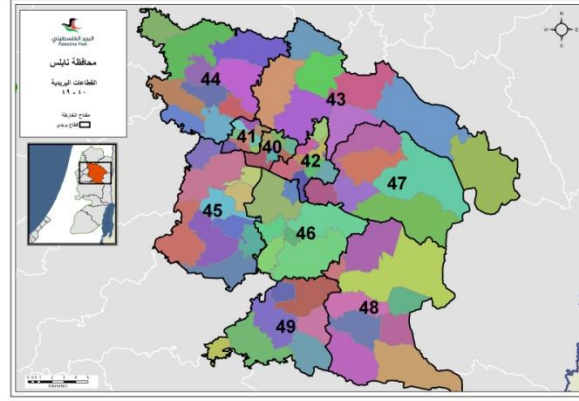 البريد الفلسطيني
Palestine Post
محافظة نابلس
القطاعات البريدية
٤٠ - ٤٩
مفتاح الخارطة
قطاع بريدي
N
44
43
41
40
42
47
45
46
48
49